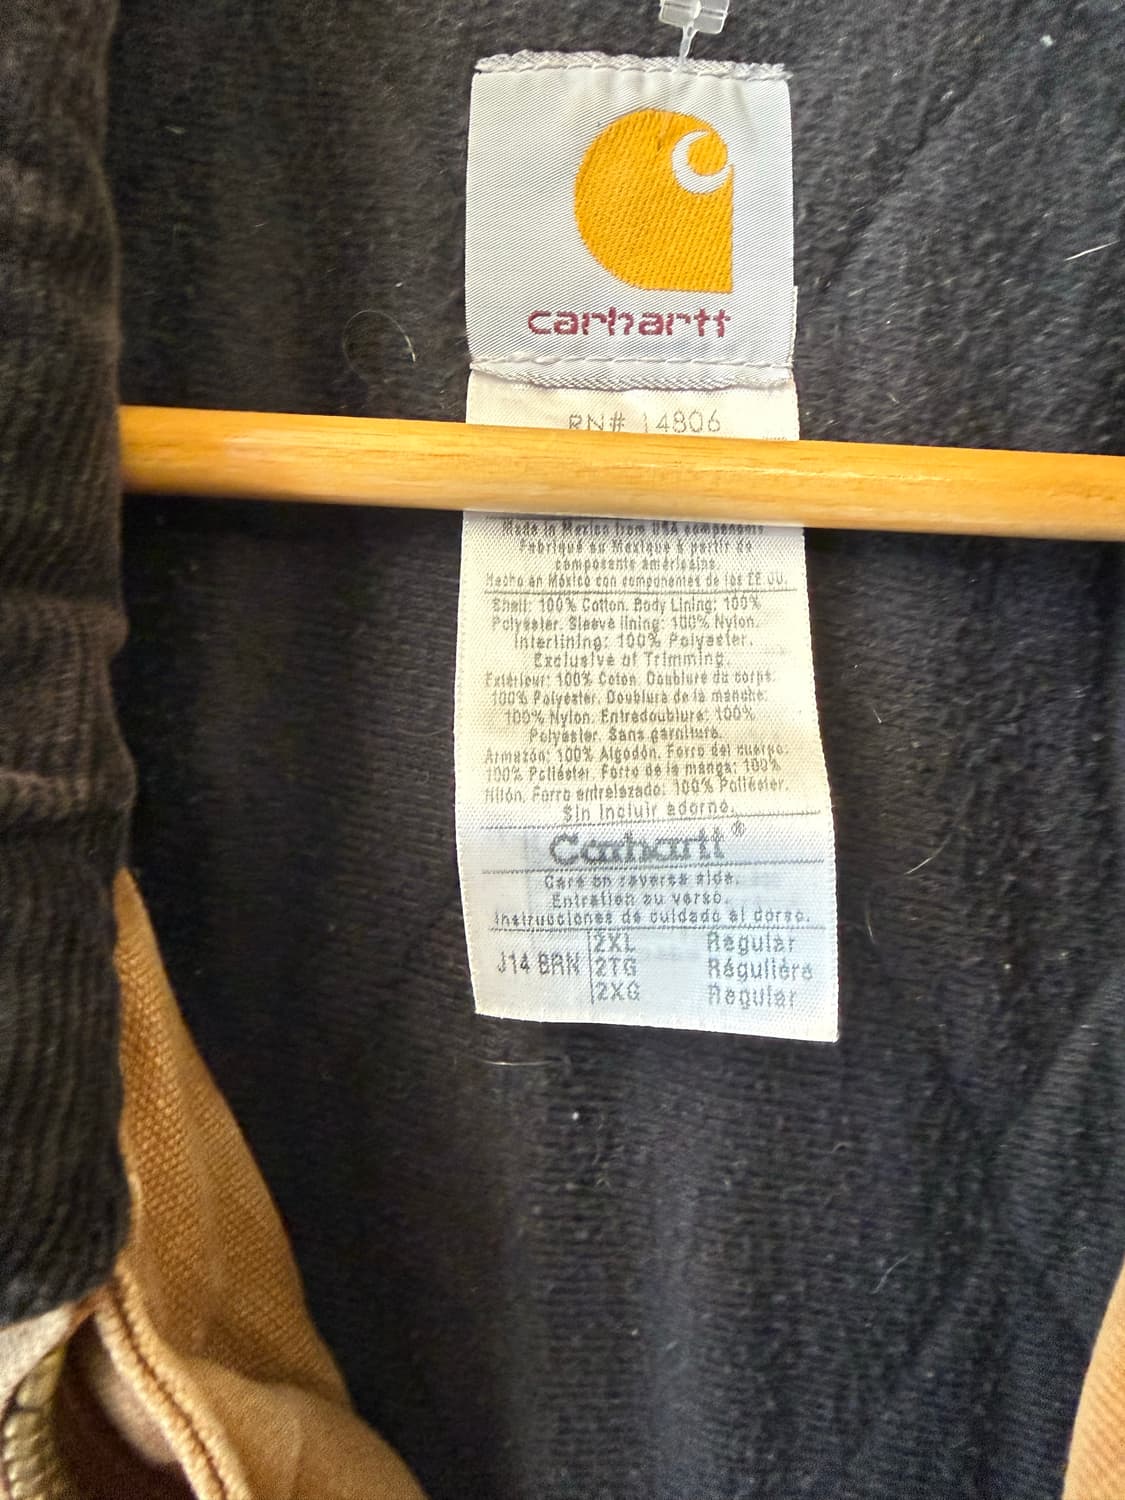 carhartt
RN# 14806
Made in Mexico from USA components
Fabriqué au Mexique à partir de
composants américains.
Hecho en México con componentes de los EE.UU.
Shell: 100% Cotton. Body Lining: 100%
Polyester. Sleeve lining: 100% Nylon.
Interlining: 100% Polyester.
Exclusive of Trimming.
Extérieur: 100% Coton. Doublure du corps:
100% Polyester. Doublure de la manche:
100% Nylon. Entredoublure: 100%
Polyester. Sans garniture.
Armazón: 100% Algodón. Forro del cuerpo:
100% Poliéster. Forro de la manga: 100%
Nilón. Forro entrelazado: 100% Poliéster.
Sin incluir adorno.
Carhartt®
Care on reverse side.
Entretien au verso.
Instrucciones de cuidado al dorso.
2XL Regular
J14 BRN 2TG Régulière
2XG Regular